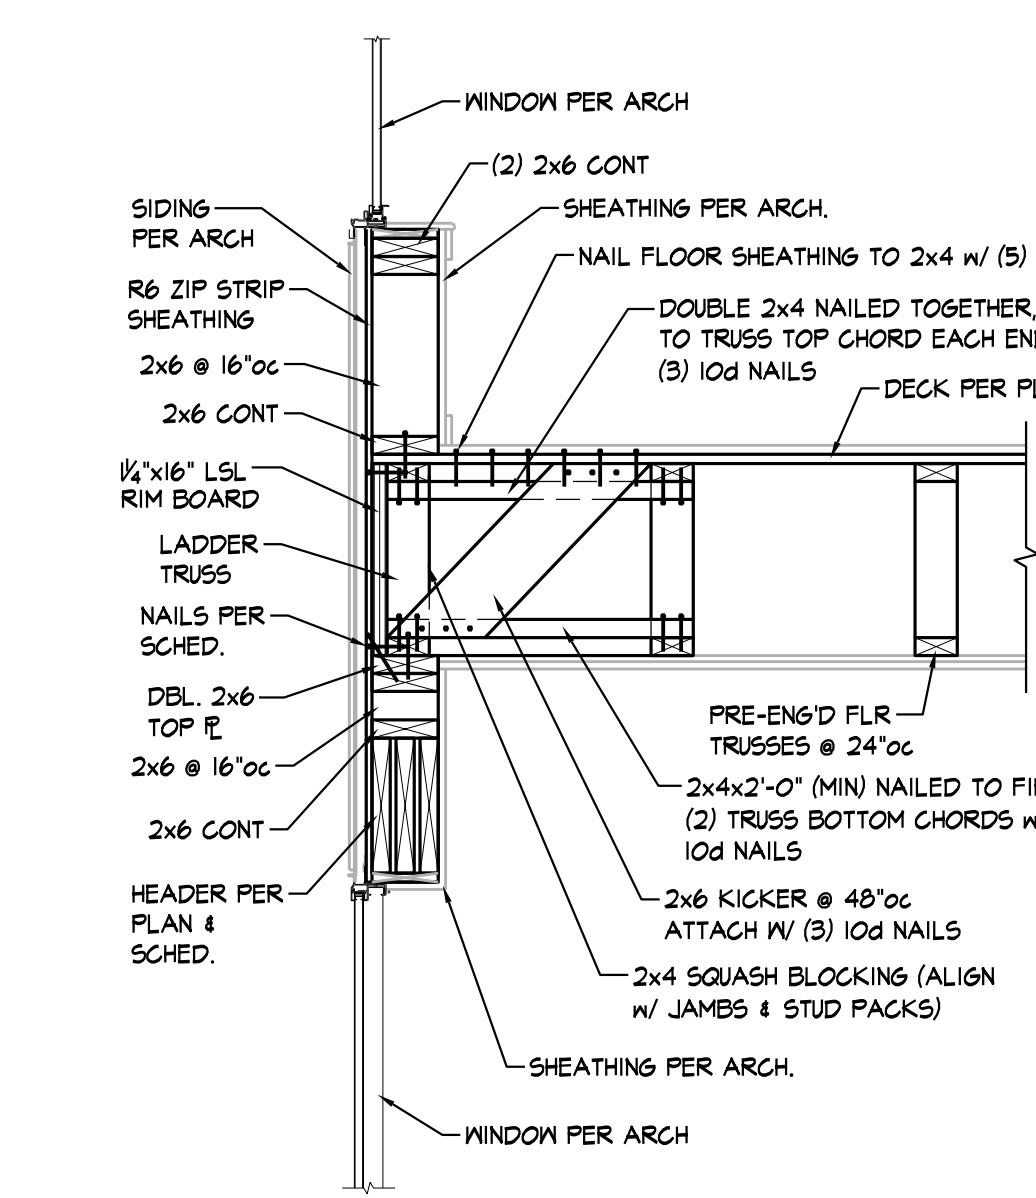 WINDOW PER ARCH
(2) 2x6 CONT
SIDING
PER ARCH
SHEATHING PER ARCH.
NAIL FLOOR SHEATHING TO 2x4 w/ (5)
R6 ZIP STRIP
SHEATHING
DOUBLE 2x4 NAILED TOGETHER,
TO TRUSS TOP CHORD EACH
(3) 10d NAILS
2x6 @ 16"oc
DECK PER
2x6 CONT
1¼"x16" LSL
RIM BOARD
LADDER
TRUSS
NAILS PER
SCHED.
DBL. 2x6
TOP PL
PRE-ENG'D FLR
TRUSSES @ 24"oc
2x6 @ 16"oc
2x4x2'-0" (MIN) NAILED TO
(2) TRUSS BOTTOM CHORDS
10d NAILS
2x6 CONT
HEADER PER
PLAN &
SCHED.
2x6 KICKER @ 48"oc
ATTACH W/ (3) 10d NAILS
2x4 SQUASH BLOCKING (ALIGN
w/ JAMBS & STUD PACKS)
SHEATHING PER ARCH.
WINDOW PER ARCH